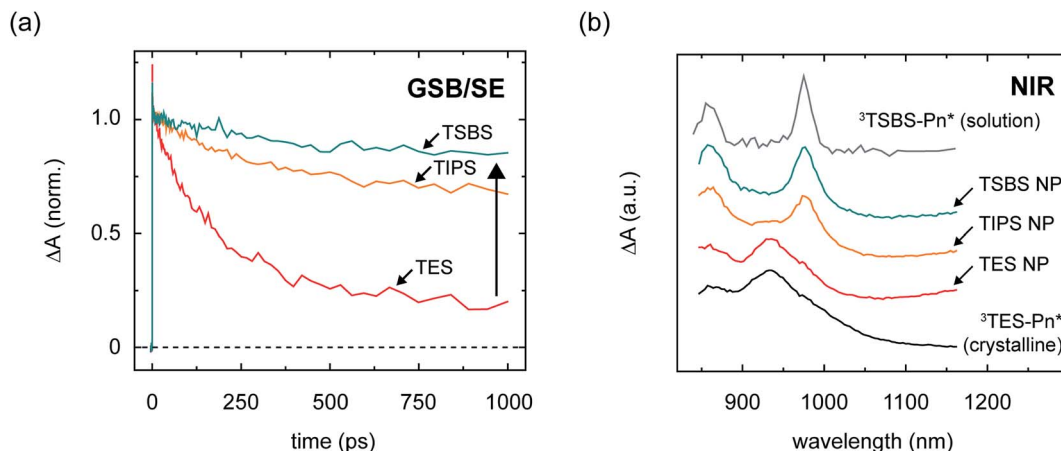 (a)
GSB/SE
TSBS
TIPS
TES
1.0
0.5
0
ΔA (norm.)
0 250 500 750 1000
time (ps)
(b)
NIR
³TSBS-Pn* (solution)
TSBS NP
TIPS NP
TES NP
³TES-Pn*
(crystalline)
ΔA (a.u.)
900 1000 1100 1200
wavelength (nm)